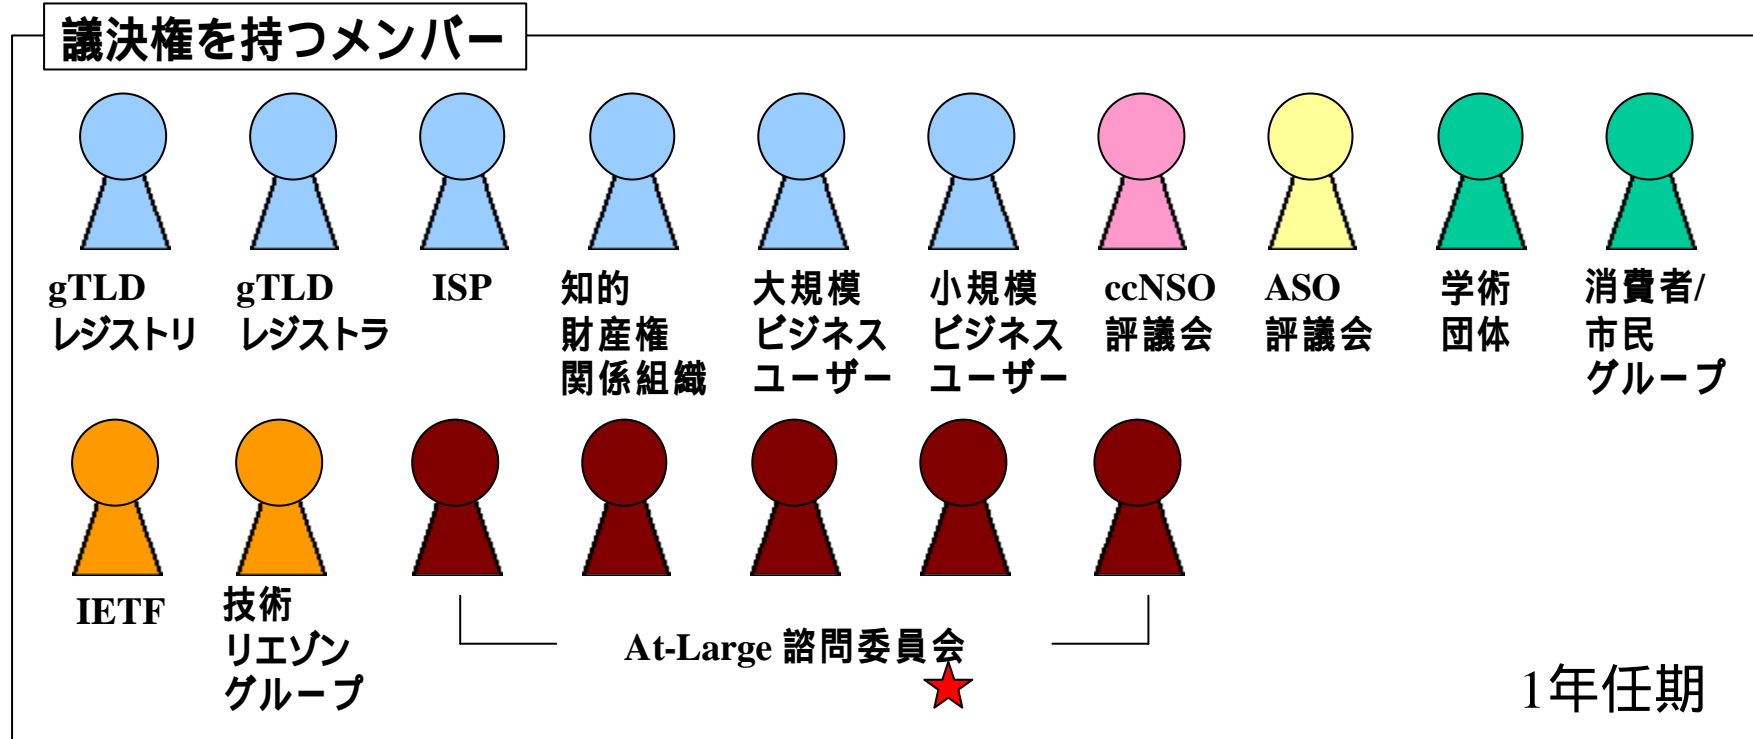 議決権を持つメンバー
gTLD
レジストリ
gTLD
レジストラ
ISP
知的
財産権
関係組織
大規模
ビジネス
ユーザー
小規模
ビジネス
ユーザー
ccNSO
評議会
ASO
評議会
学術
団体
消費者/
市民
グループ
IETF
技術
リエゾン
グループ
At-Large 諮問委員会
1年任期